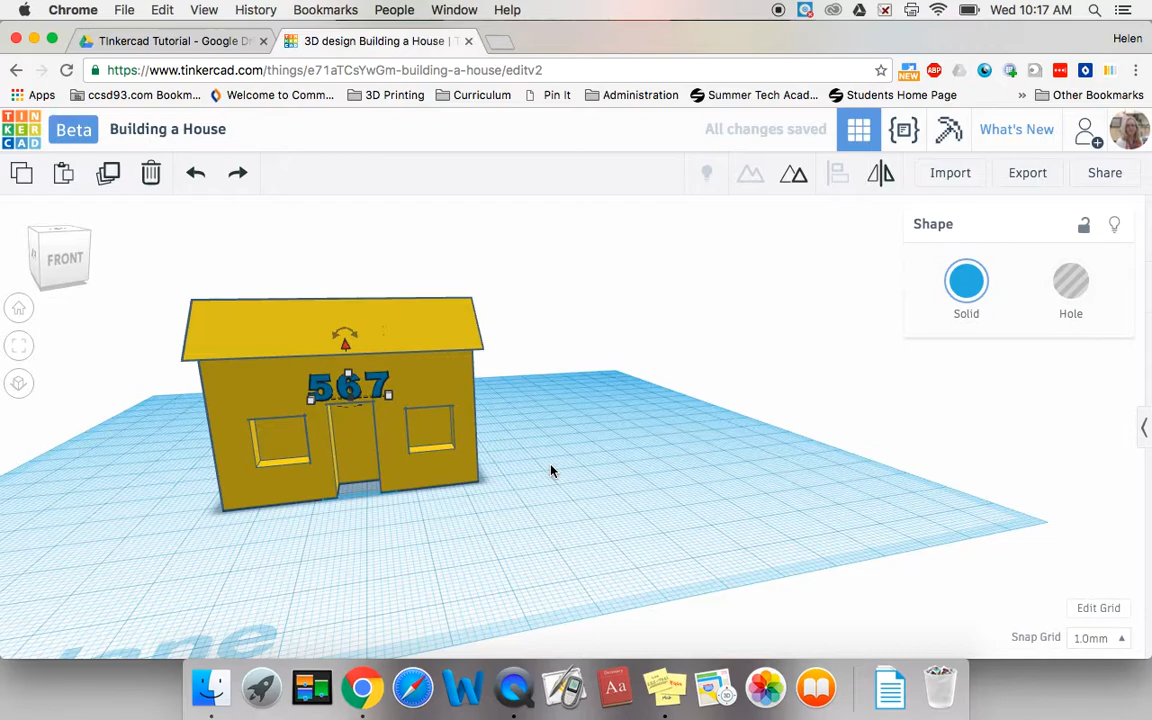 Chrome File Edit View History Bookmarks People Window Help Wed 10:17 AM
Tinkercad Tutorial - Google Dr 3D design Building a House | T Helen
https://www.tinkercad.com/things/e71aTCsYwGm-building-a-house/editv2 NEW ABP
Apps ccsd93.com Bookm... Welcome to Comm... 3D Printing Curriculum Pin It Administration Summer Tech Acad... Students Home Page » Other Bookmarks
TIN
KER
CAD
Beta Building a House All changes saved What's New
Import Export Share
Shape
Solid Hole
FRONT
567
Edit Grid
Snap Grid 1.0mm
Aa